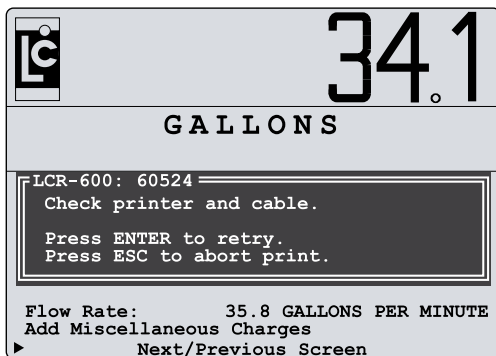 LC
34.1
GALLONS
LCR-600: 60524
Check printer and cable.
Press ENTER to retry.
Press ESC to abort print.
Flow Rate: 35.8 GALLONS PER MINUTE
Add Miscellaneous Charges
Next/Previous Screen